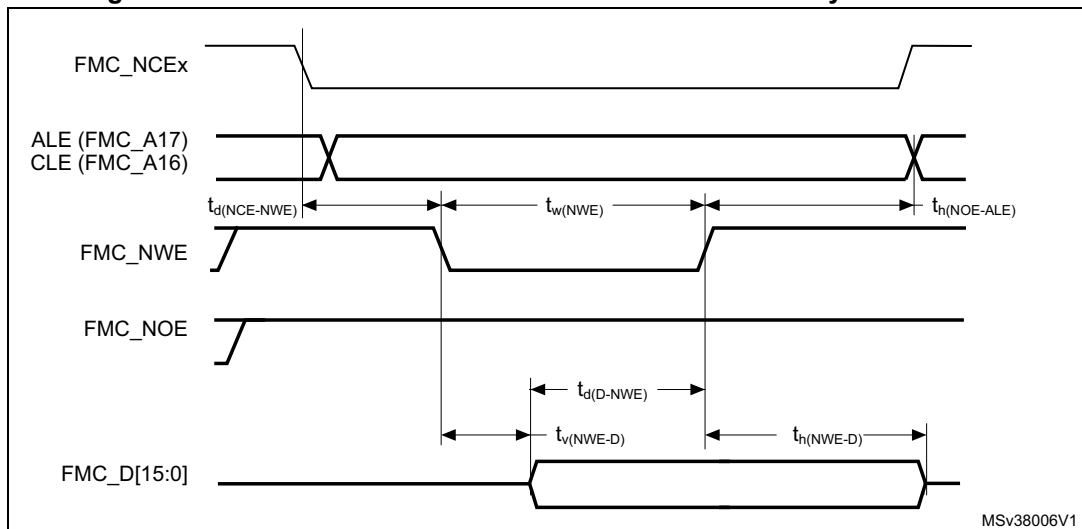 FMC_NCEx
ALE (FMC_A17)
CLE (FMC_A16)
td(NCE-NWE)
tw(NWE)
th(NOE-ALE)
FMC_NWE
FMC_NOE
td(D-NWE)
tv(NWE-D)
th(NWE-D)
FMC_D[15:0]
MSv38006V1